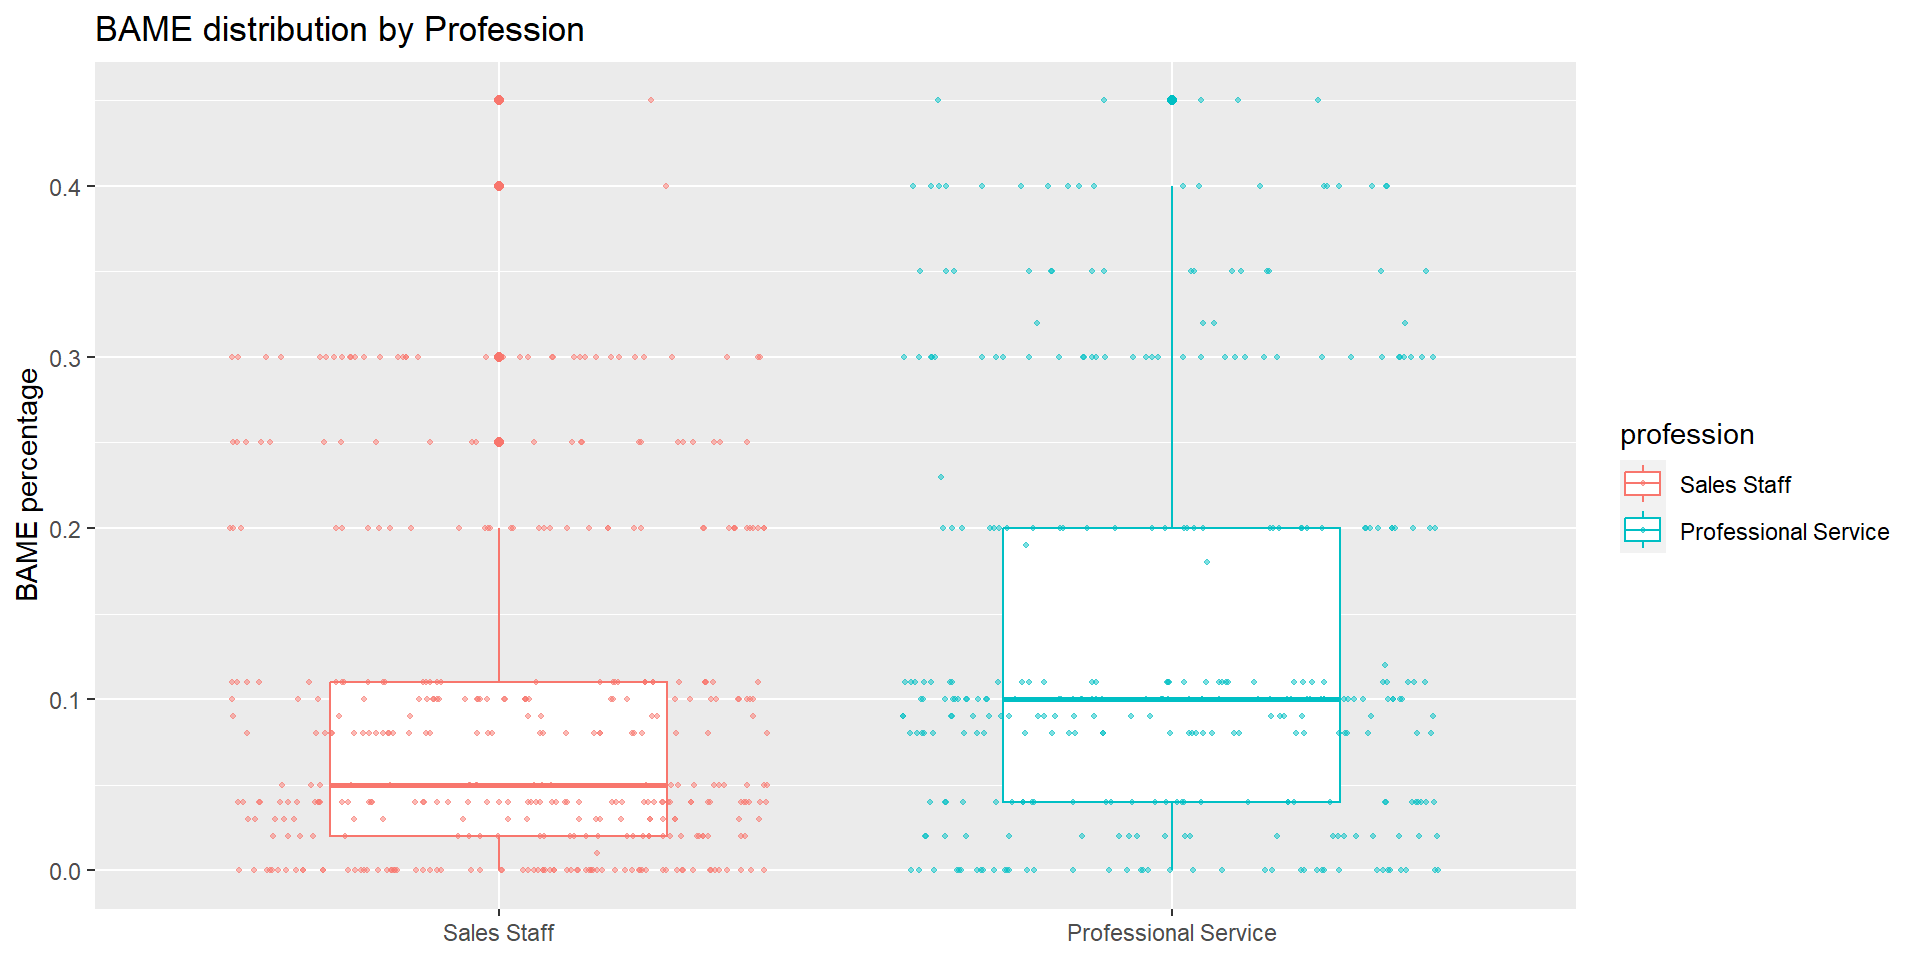 BAME distribution by Profession
BAME percentage
0.4
0.3
0.2
0.1
0.0
Sales Staff
Professional Service
profession
Sales Staff
Professional Service